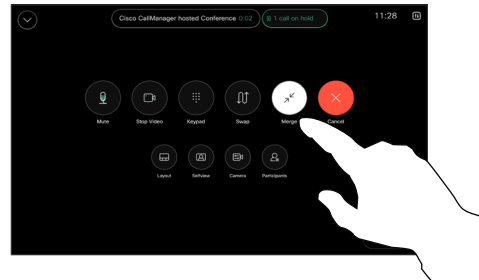 Cisco CallManager hosted Conference 0:02
1 call on hold
11:28
Mute
Stop Video
Keypad
Swap
Merge
Cancel
Layout
Selfview
Camera
Participants